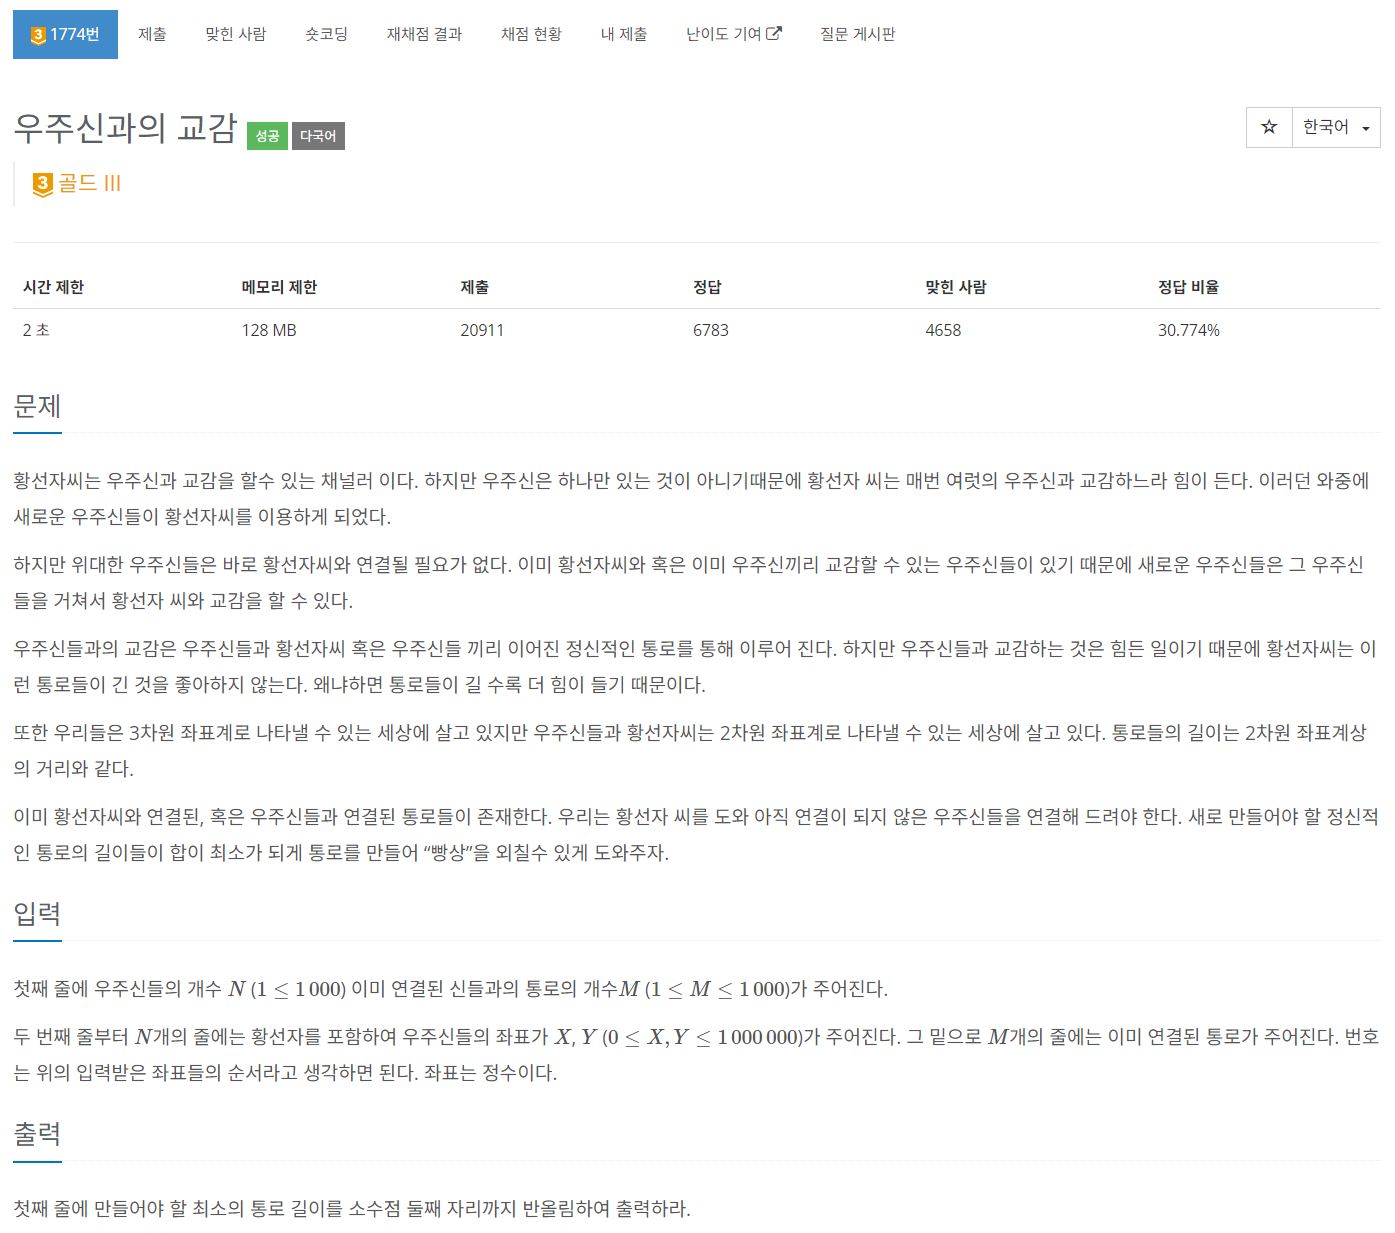 3 1774번 제출 맞힌 사람 숏코딩 재채점 결과 채점 현황 내 제출 난이도 기여 질문 게시판
우주신과의 교감 성공 다국어 ☆ 한국어
3 골드 III
시간 제한 메모리 제한 제출 정답 맞힌 사람 정답 비율
2 초 128 MB 20911 6783 4658 30.774%
문제
황선자씨는 우주신과 교감을 할수 있는 채널러 이다. 하지만 우주신은 하나만 있는 것이 아니기때문에 황선자 씨는 매번 여럿의 우주신과 교감하느라 힘이 든다. 이러던 와중에
새로운 우주신들이 황선자씨를 이용하게 되었다.
하지만 위대한 우주신들은 바로 황선자씨와 연결될 필요가 없다. 이미 황선자씨와 혹은 이미 우주신끼리 교감할 수 있는 우주신들이 있기 때문에 새로운 우주신들은 그 우주신
들을 거쳐서 황선자 씨와 교감을 할 수 있다.
우주신들과의 교감은 우주신들과 황선자씨 혹은 우주신들 끼리 이어진 정신적인 통로를 통해 이루어 진다. 하지만 우주신들과 교감하는 것은 힘든 일이기 때문에 황선자씨는 이
런 통로들이 긴 것을 좋아하지 않는다. 왜냐하면 통로들이 길 수록 더 힘이 들기 때문이다.
또한 우리들은 3차원 좌표계로 나타낼 수 있는 세상에 살고 있지만 우주신들과 황선자씨는 2차원 좌표계로 나타낼 수 있는 세상에 살고 있다. 통로들의 길이는 2차원 좌표계상
의 거리와 같다.
이미 황선자씨와 연결된, 혹은 우주신들과 연결된 통로들이 존재한다. 우리는 황선자 씨를 도와 아직 연결이 되지 않은 우주신들을 연결해 드려야 한다. 새로 만들어야 할 정신적
인 통로의 길이들이 합이 최소가 되게 통로를 만들어 “빵상”을 외칠수 있게 도와주자.
입력
첫째 줄에 우주신들의 개수 N (1 ≤ 1 000) 이미 연결된 신들과의 통로의 개수M (1 ≤ M ≤ 1 000)가 주어진다.
두 번째 줄부터 N개의 줄에는 황선자를 포함하여 우주신들의 좌표가 X, Y (0 ≤ X, Y ≤ 1 000 000)가 주어진다. 그 밑으로 M개의 줄에는 이미 연결된 통로가 주어진다. 번호
는 위의 입력받은 좌표들의 순서라고 생각하면 된다. 좌표는 정수이다.
출력
첫째 줄에 만들어야 할 최소의 통로 길이를 소수점 둘째 자리까지 반올림하여 출력하라.